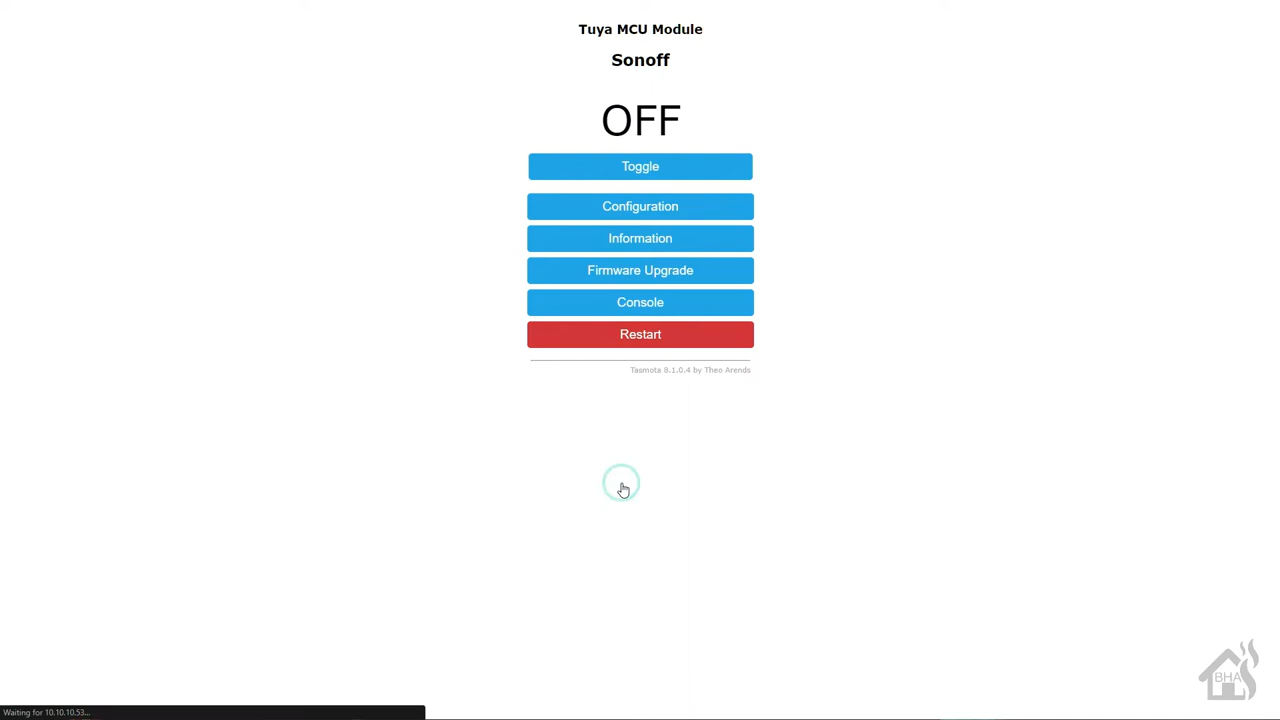 Tuya MCU Module
Sonoff
OFF
Toggle
Configuration
Information
Firmware Upgrade
Console
Restart
Tasmota 8.1.0.4 by Theo Arends
BHA
Waiting for 10.10.10.53...